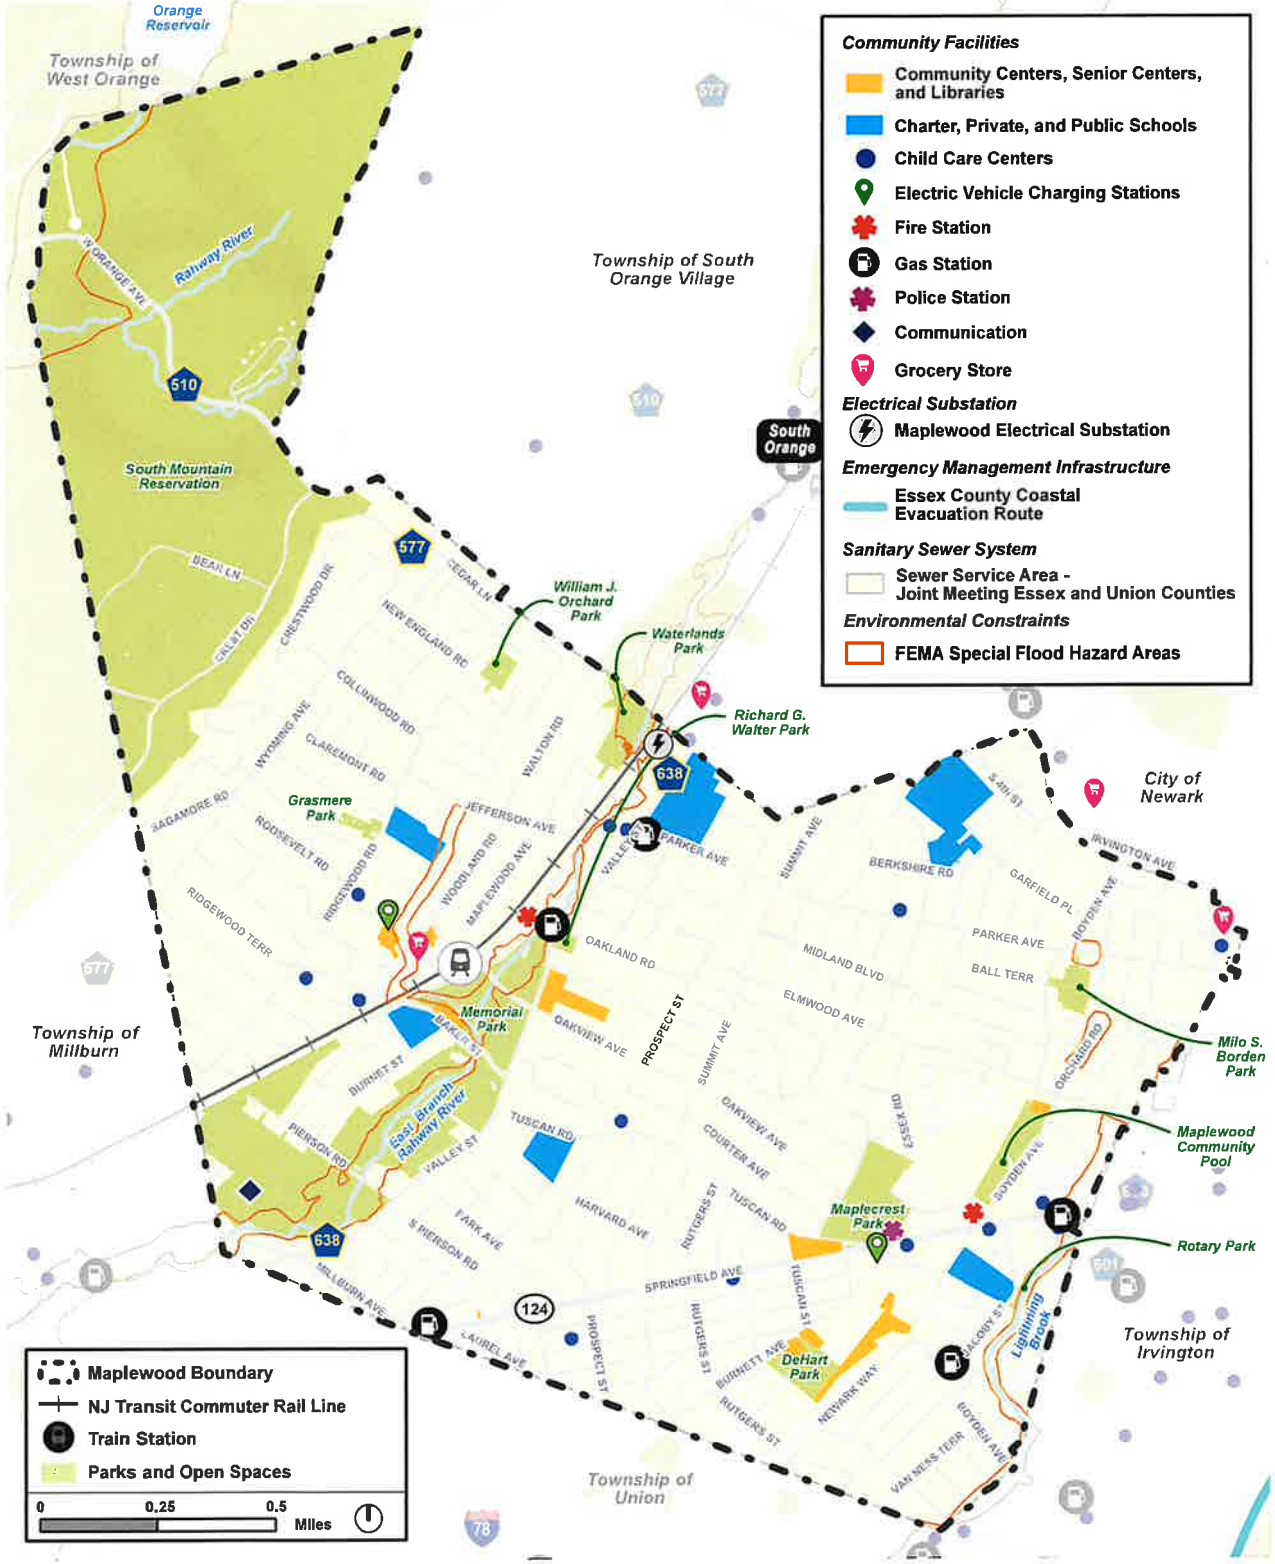 Orange
Reservoir
Township of
West Orange
577
Community Facilities
Community Centers, Senior Centers,
and Libraries
Charter, Private, and Public Schools
Child Care Centers
Electric Vehicle Charging Stations
Fire Station
Gas Station
Police Station
Communication
Grocery Store
Electrical Substation
Maplewood Electrical Substation
Emergency Management Infrastructure
Essex County Coastal
Evacuation Route
Sanitary Sewer System
Sewer Service Area -
Joint Meeting Essex and Union Counties
Environmental Constraints
FEMA Special Flood Hazard Areas
W ORANGE AVE
Rahway River
Township of South
Orange Village
510
510
South
Orange
South Mountain
Reservation
577
BEAR LN
CREST DR
CRESTWOOD DR
CEDAR LN
NEW ENGLAND RD
William J.
Orchard
Park
Waterlands
Park
Richard G.
Walter Park
COLLINWOOD RD
WYOMING AVE
CLAREMONT RD
WALTON RD
638
City of
Newark
S 4th ST
SAGAMORE RD
Grasmere
Park
JEFFERSON AVE
ROOSEVELT RD
RIDGEWOOD RD
WOODLAND RD
MAPLEWOOD AVE
VALLEY ST
PARKER AVE
SUMMIT AVE
BERKSHIRE RD
IRVINGTON AVE
GARFIELD PL
BOYDEN AVE
RIDGEWOOD TERR
OAKLAND RD
MIDLAND BLVD
PARKER AVE
BALL TERR
577
Township of
Millburn
Memorial
Park
BAKER ST
OAKVIEW AVE
PROSPECT ST
ELMWOOD AVE
SUMMIT AVE
ORCHARD RD
Milo S.
Borden
Park
BURNET ST
East Branch
Rahway River
PIERSON RD
VALLEY ST
TUSCAN RD
OAKVIEW AVE
COURTER AVE
ESSEX RD
Maplewood
Community
Pool
BOYDEN AVE
HARVARD AVE
RUTGERS ST
TUSCAN RD
Maplecrest
Park
Rotary Park
638
PARK AVE
S PIERSON RD
MILLBURN AVE
SPRINGFIELD AVE
TUSCAN ST
601
124
LAUREL AVE
PROSPECT ST
RUTGERS ST
BURNETT AVE
DeHart
Park
NEWARK WAY
RUTGERS ST
JACOBY ST
Lightning
Brook
Township of
Irvington
BOYDEN AVE
VAN NESS TERR
Township of
Union
78
Maplewood Boundary
NJ Transit Commuter Rail Line
Train Station
Parks and Open Spaces
0
0.25
0.5
Miles